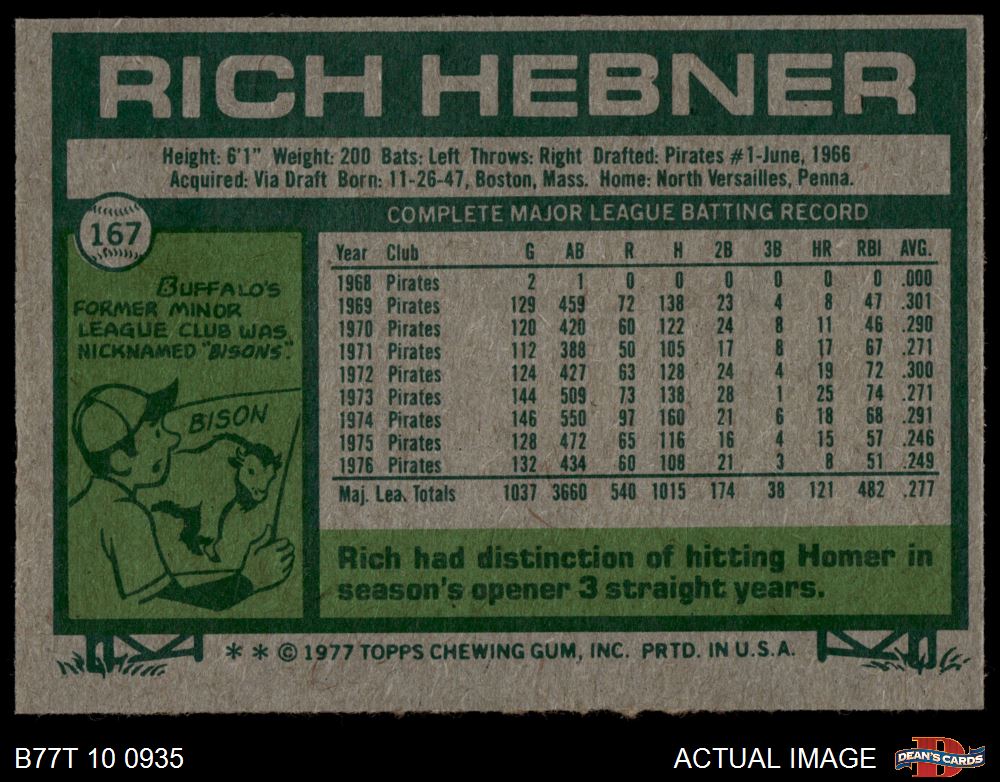 RICH HEBNER
Height: 6'1" Weight: 200 Bats: Left Throws: Right Drafted: Pirates #1-June, 1966
Acquired: Via Draft Born: 11-26-47, Boston, Mass. Home: North Versailles, Penna.
167
COMPLETE MAJOR LEAGUE BATTING RECORD
BUFFALO'S
FORMER MINOR
LEAGUE CLUB WAS
NICKNAMED "BISONS".
BISON
Year Club G AB R H 2B 3B HR RBI AVG.
1968 Pirates 2 1 0 0 0 0 0 0 .000
1969 Pirates 129 459 72 138 23 4 8 47 .301
1970 Pirates 120 420 60 122 24 8 11 46 .290
1971 Pirates 112 388 50 105 17 8 17 67 .271
1972 Pirates 124 427 63 128 24 4 19 72 .300
1973 Pirates 144 509 73 138 28 1 25 74 .271
1974 Pirates 146 550 97 160 21 6 18 68 .291
1975 Pirates 128 472 65 116 16 4 15 57 .246
1976 Pirates 132 434 60 108 21 3 8 51 .249
Maj. Lea. Totals 1037 3660 540 1015 174 38 121 482 .277
Rich had distinction of hitting Homer in
season's opener 3 straight years.
* * © 1977 TOPPS CHEWING GUM, INC. PRTD. IN U.S.A.
B77T 10 0935
ACTUAL IMAGE
D
DEAN'S CARDS